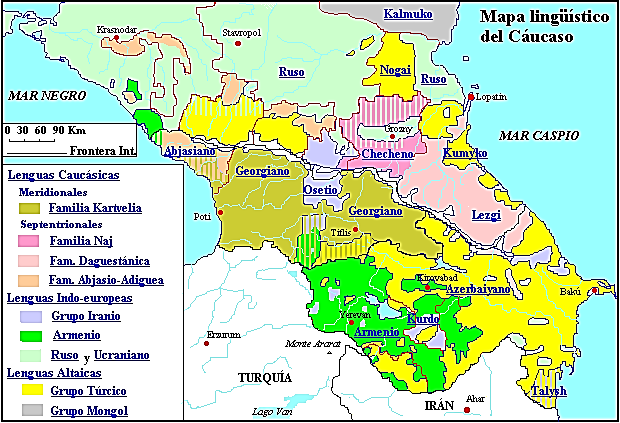 Mapa lingüístico
del Cáucaso
Kalmuko
Krasnodar
Stavropol
Ruso
Nogai
Ruso
MAR NEGRO
Lopatín
0 30 60 90 Km
Frontera Int.
Grozny
MAR CASPIO
Abjasiano
Checheno
Kumyko
Georgiano
Osetio
Georgiano
Lezgi
Poti
Tiflis
Kirovabad
Azerbaiyano
Bakú
Yerevan
Kurdo
Armenio
Erzurum
Monte Ararat
TURQUÍA
Talysh
IRÁN
Ahar
Lago Van
Lenguas Caucásicas
Meridionales
Familia Kartvelia
Septentrionales
Familia Naj
Fam. Daguestánica
Fam. Abjasio-Adiguea
Lenguas Indo-europeas
Grupo Iranio
Armenio
Ruso y Ucraniano
Lenguas Altaicas
Grupo Túrcico
Grupo Mongol